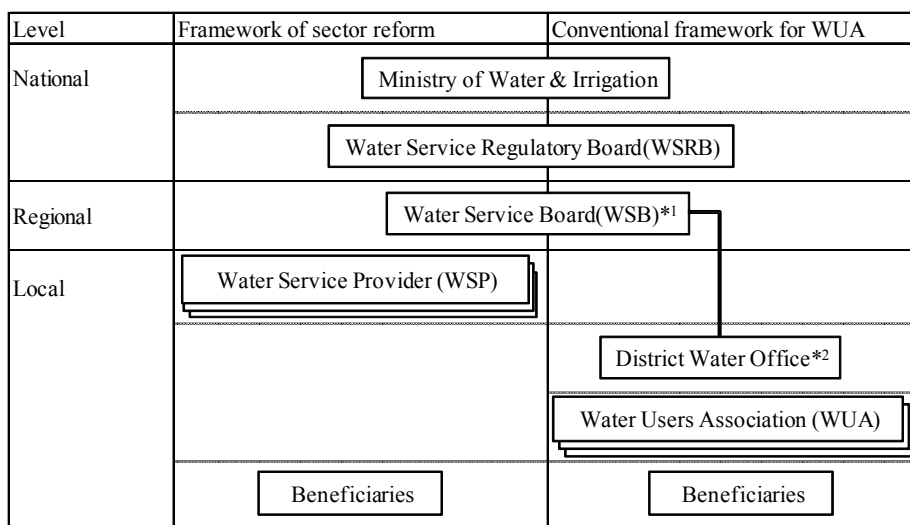 Level Framework of sector reform Conventional framework for WUA
National Ministry of Water & Irrigation
Water Service Regulatory Board(WSRB)
Regional Water Service Board(WSB)*1
Local Water Service Provider (WSP)
District Water Office*2
Water Users Association (WUA)
Beneficiaries Beneficiaries